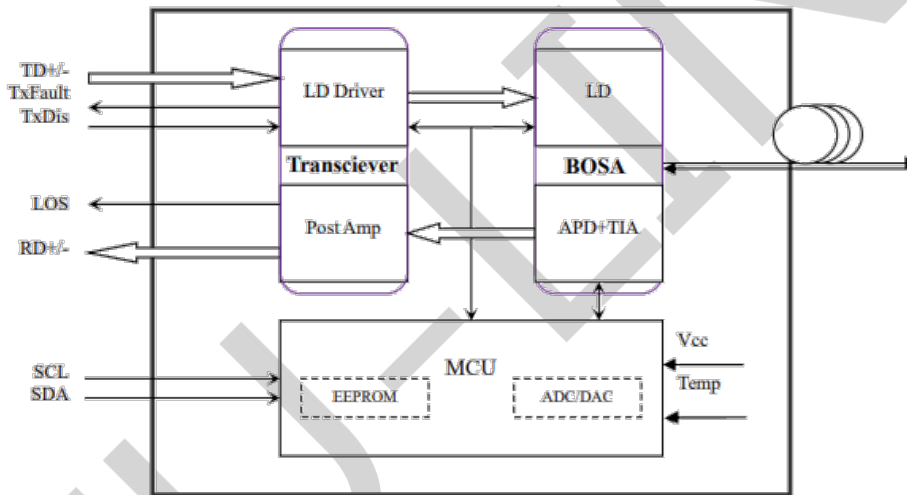 TD+/-
TxFault
TxDis
LD Driver
LD
Transciever
BOSA
LOS
Post Amp
APD+TIA
RD+/-
Vcc
MCU
SCL
Temp
SDA
EEPROM
ADC/DAC